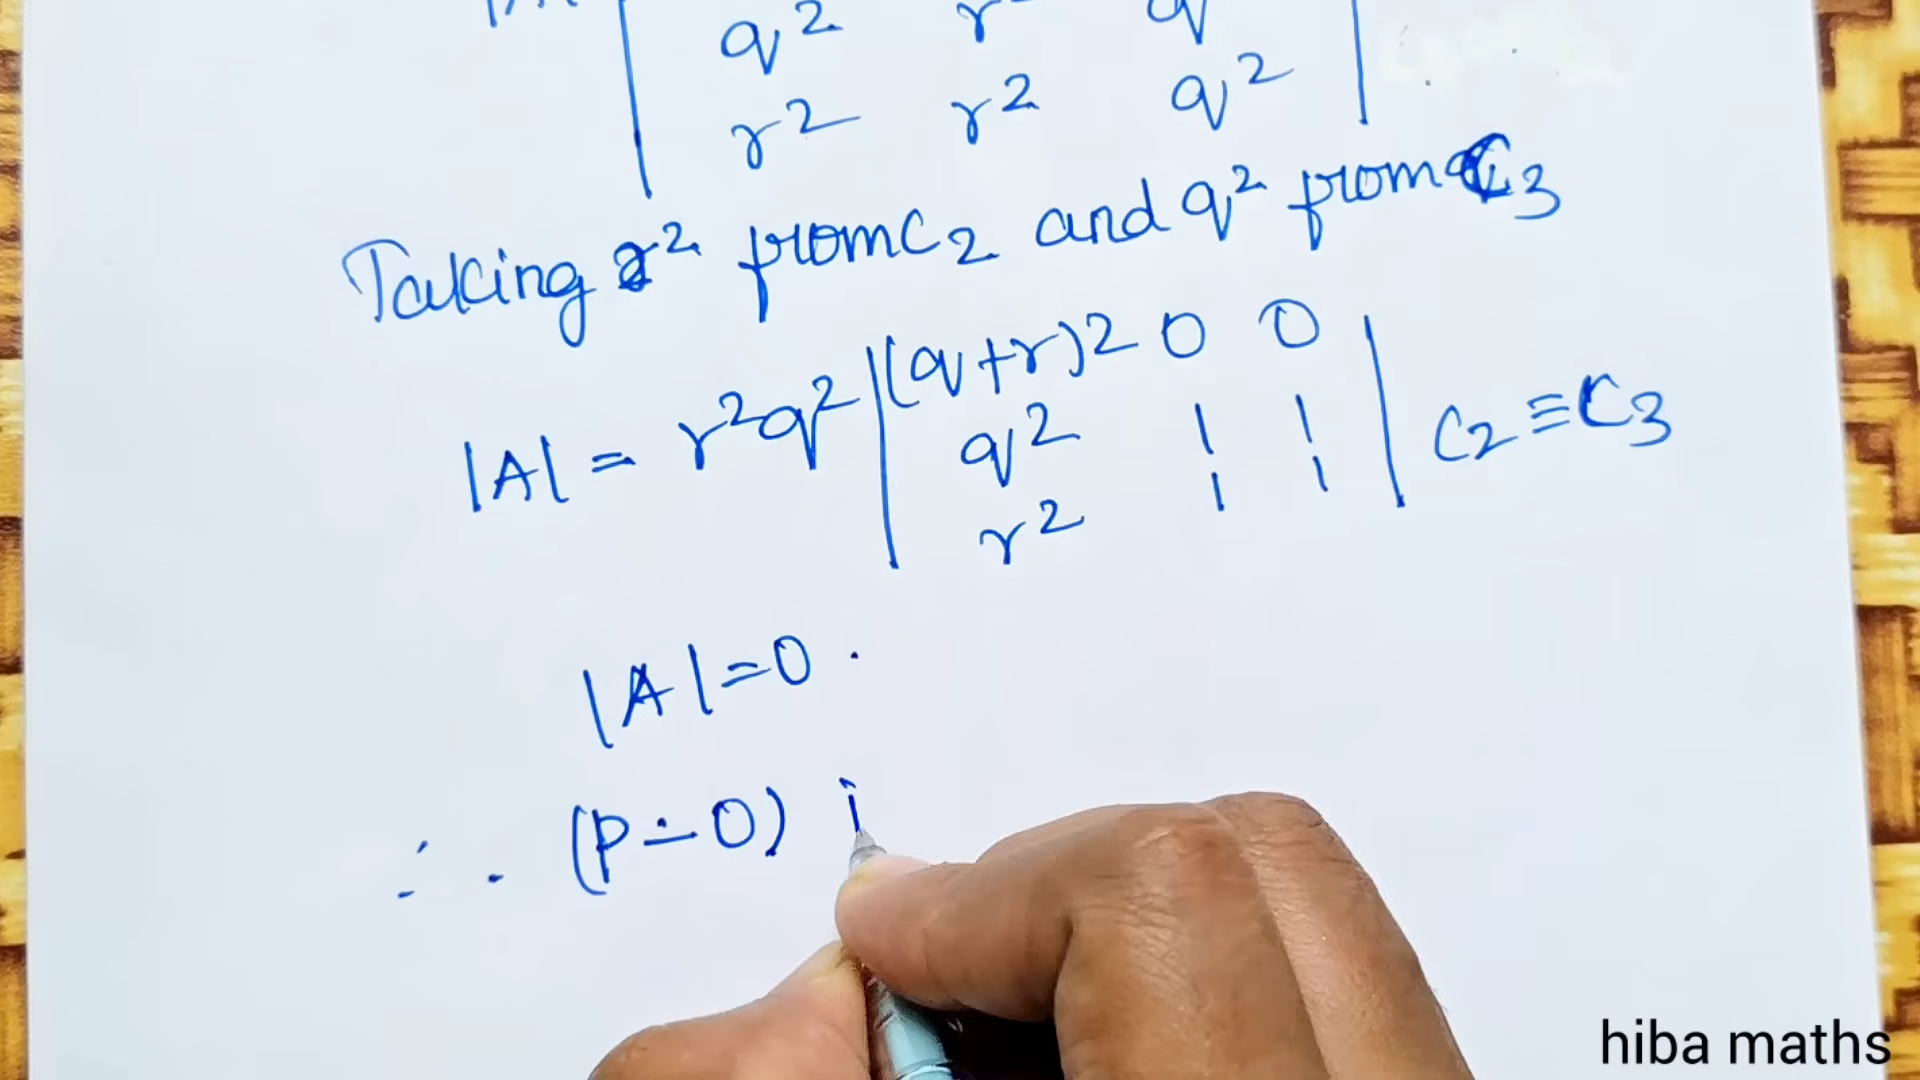 q² r² q
r² r² q²
Taking r² from C₂ and q² from C₃
|A| = r²q² | (q+r)² 0 0
q² 1 1 | C₂ ≡ C₃
r² 1 1
|A| = 0 .
∴ (P-0) i
hiba maths